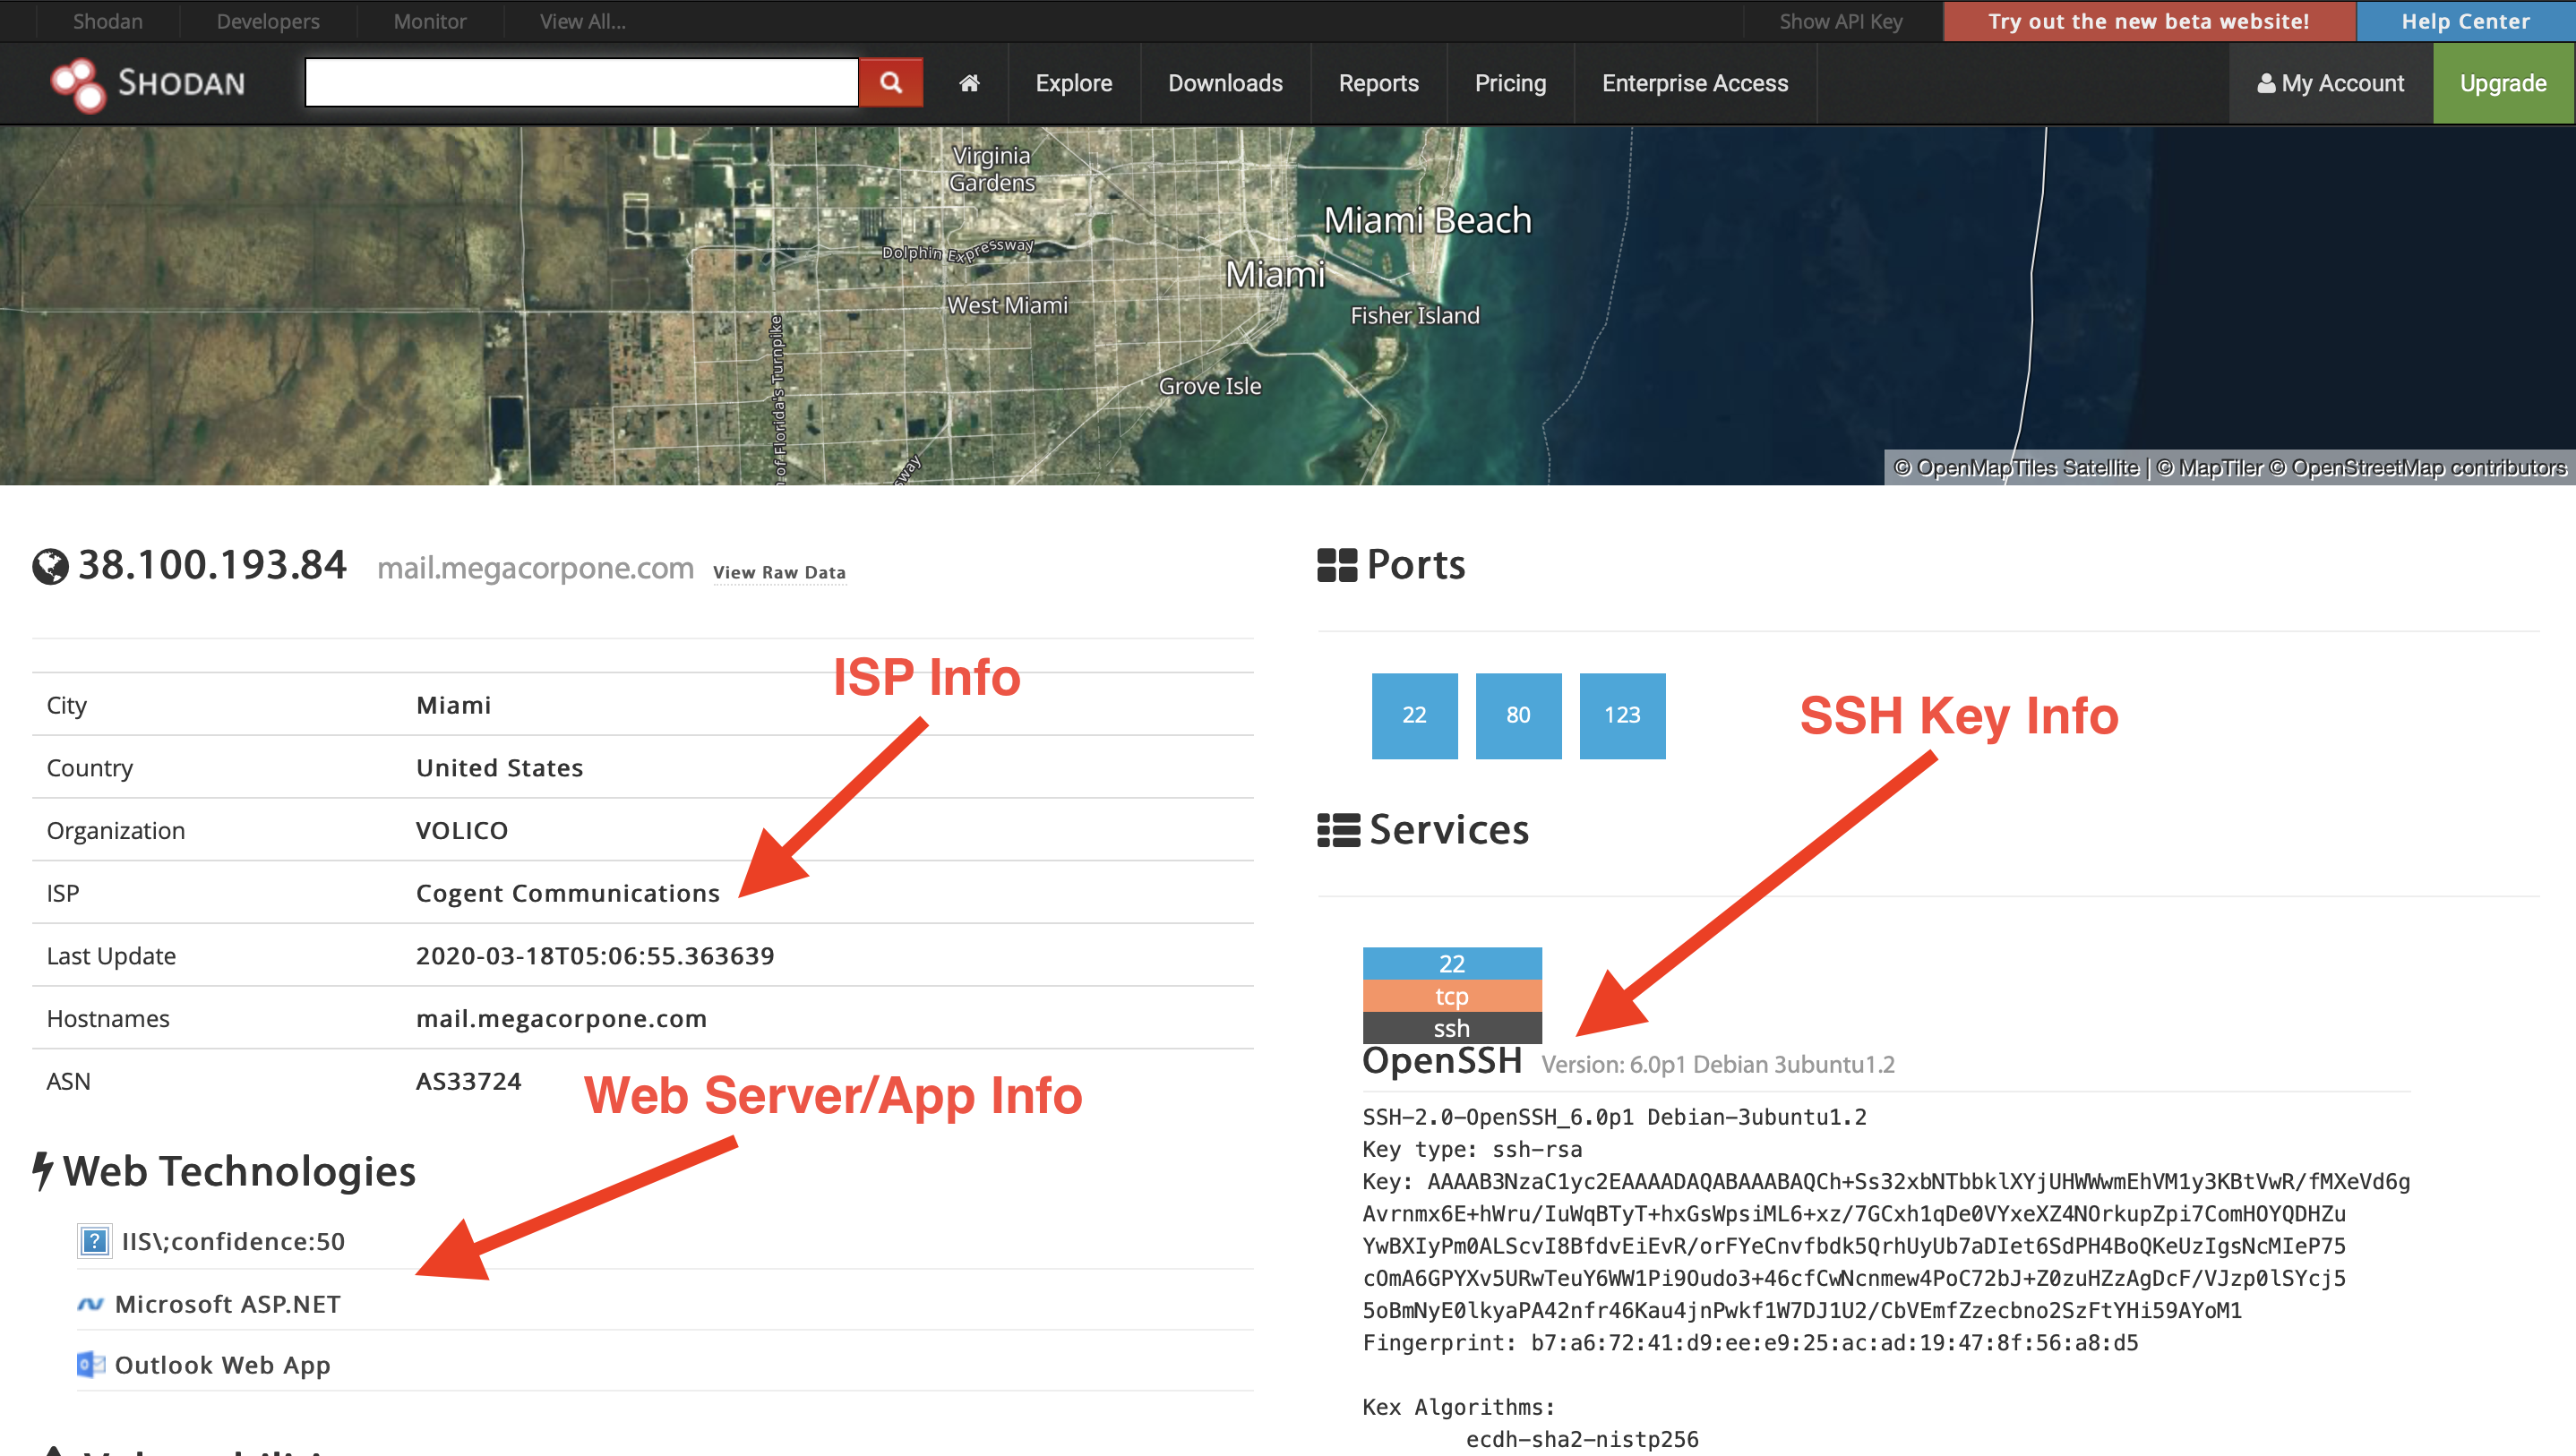 Shodan Developers Monitor View All... Show API Key Try out the new beta website! Help Center
SHODAN Explore Downloads Reports Pricing Enterprise Access My Account Upgrade
Virginia
Gardens
Miami Beach
Dolphin Expressway
Miami
West Miami
Fisher Island
of Florida's Turnpike
Grove Isle
© OpenMapTiles Satellite | © MapTiler © OpenStreetMap contributors
38.100.193.84 mail.megacorpone.com View Raw Data
ISP Info
City Miami
Country United States
Organization VOLICO
ISP Cogent Communications
Last Update 2020-03-18T05:06:55.363639
Hostnames mail.megacorpone.com
ASN AS33724
Web Server/App Info
Web Technologies
IIS\;confidence:50
Microsoft ASP.NET
Outlook Web App
Ports
22 80 123
SSH Key Info
Services
22
tcp
ssh
OpenSSH Version: 6.0p1 Debian 3ubuntu1.2
SSH-2.0-OpenSSH_6.0p1 Debian-3ubuntu1.2
Key type: ssh-rsa
Key: AAAAB3NzaC1yc2EAAAADAQABAAABAQCh+Ss32xbNTbbklXYjUHWWwmEhVM1y3KBtVwR/fMXeVd6g
Avrnmx6E+hWru/IuWqBTyT+hxGsWpsiML6+xz/7GCxh1qDe0VYxeXZ4NOrkupZpi7ComHOYQDHZu
YwBXIyPm0ALScvI8BfdvEiEvR/orFYeCnvfbdk5QrhUyUb7aDIet6SdPH4BoQKeUzIgsNcMIeP75
cOmA6GPYXv5URwTeuY6WW1Pi9Oudo3+46cfCwNcnmew4PoC72bJ+Z0zuHZzAgDcF/VJzp0lSYcj5
5oBmNyE0lkyaPA42nfr46Kau4jnPwkf1W7DJ1U2/CbVEmfZzecbno2SzFtYHi59AYoM1
Fingerprint: b7:a6:72:41:d9:ee:e9:25:ac:ad:19:47:8f:56:a8:d5
Kex Algorithms:
ecdh-sha2-nistp256